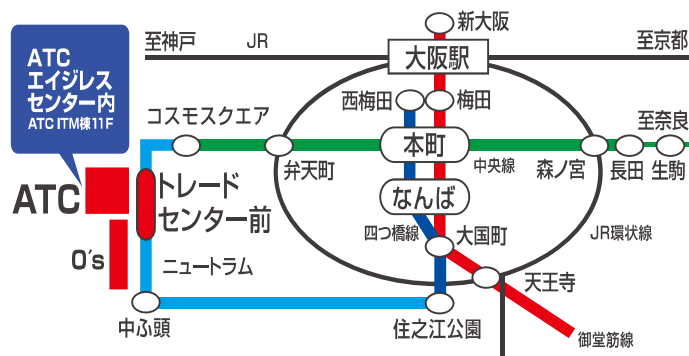 新大阪
至神戸
JR
至京都
大阪駅
ATC
エイジレス
センター内
ATC ITM棟11F
西梅田
梅田
コスモスクエア
至奈良
本町
中央線
弁天町
森ノ宮
長田
生駒
ATC
トレード
センター前
なんば
四つ橋線
大国町
JR環状線
O's
ニュートラム
天王寺
中ふ頭
住之江公園
御堂筋線